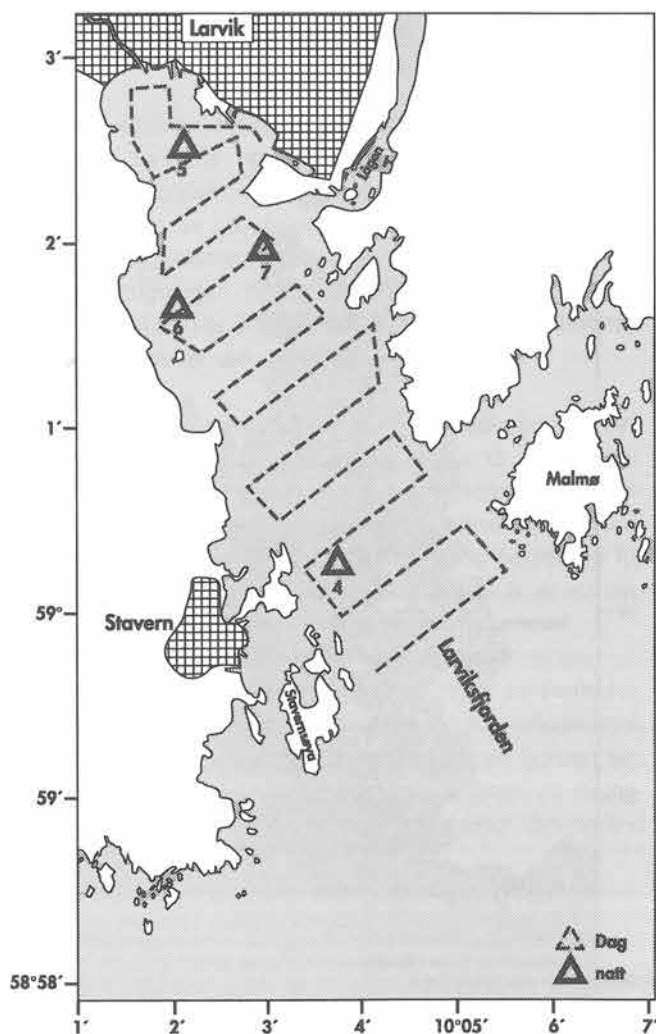 Larvik
3′
5
Lågen
2′
7
6
1′
Malmø
4
59°
Stavern
Larviksfjorden
Stavernsøya
59′
Dag
natt
58°58′
1′
2′
3′
4′
10°05′
6′
7′